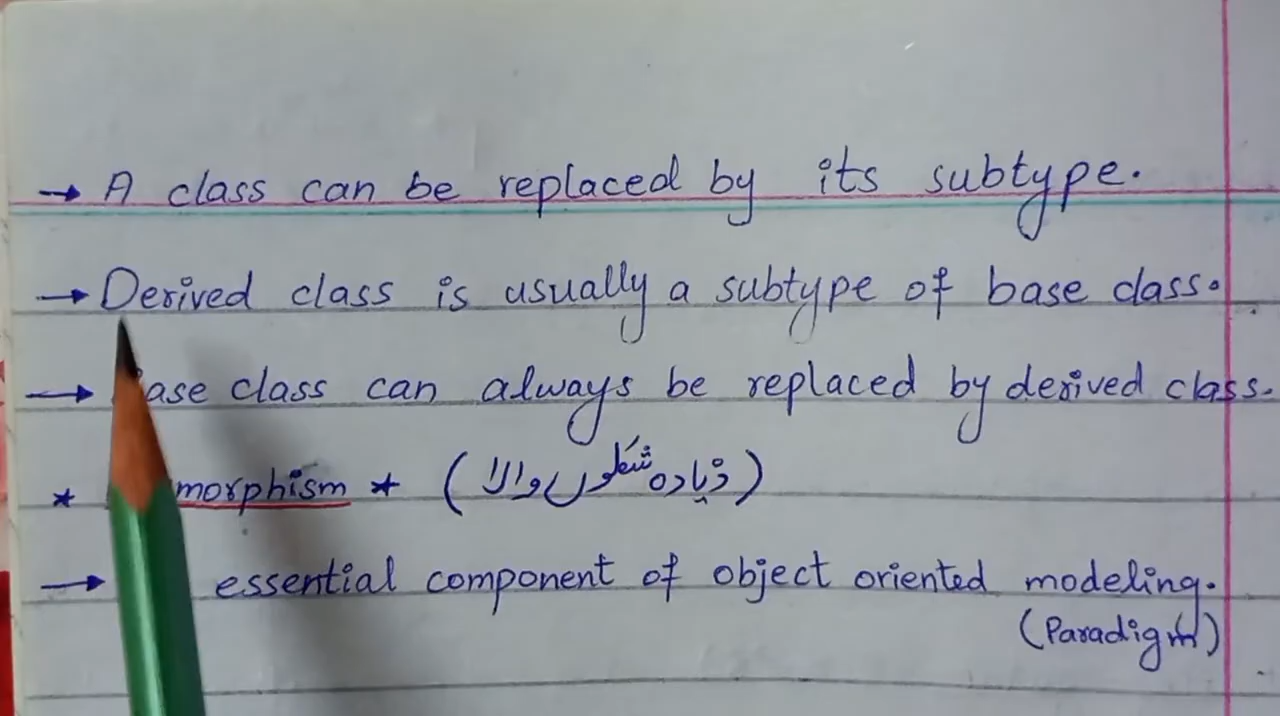 → A class can be replaced by its subtype.
→ Derived class is usually a subtype of base class.
→ ase class can always be replaced by derived class.
* morphism * (زیادہ شکلوں والا)
→ essential component of object oriented modeling.
(Paradigm)